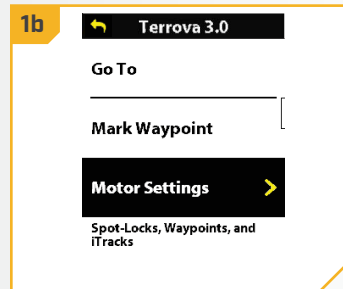 1b
Terrova 3.0
Go To
Mark Waypoint
Motor Settings
Spot-Locks, Waypoints, and
iTracks